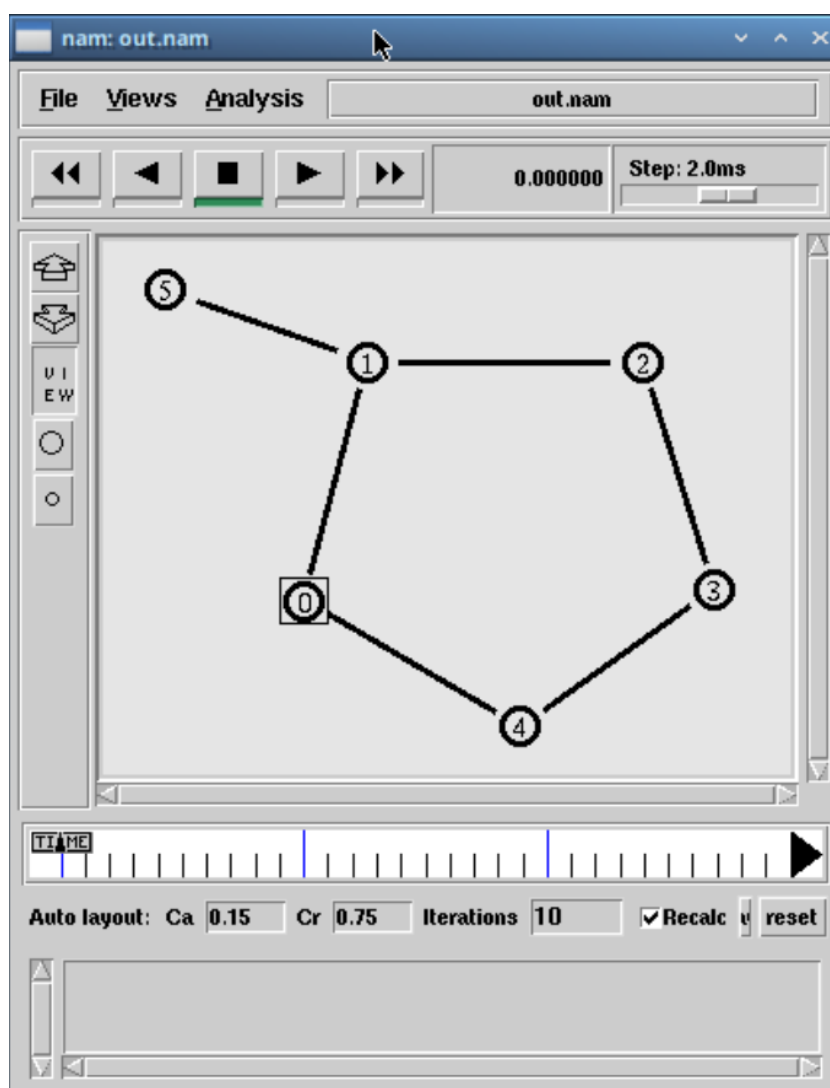 nam: out.nam
File Views Analysis out.nam
0.000000 Step: 2.0ms
VI
EW
5
1 2
0 3
4
TIME
Auto layout: Ca 0.15 Cr 0.75 Iterations 10 Recalc reset